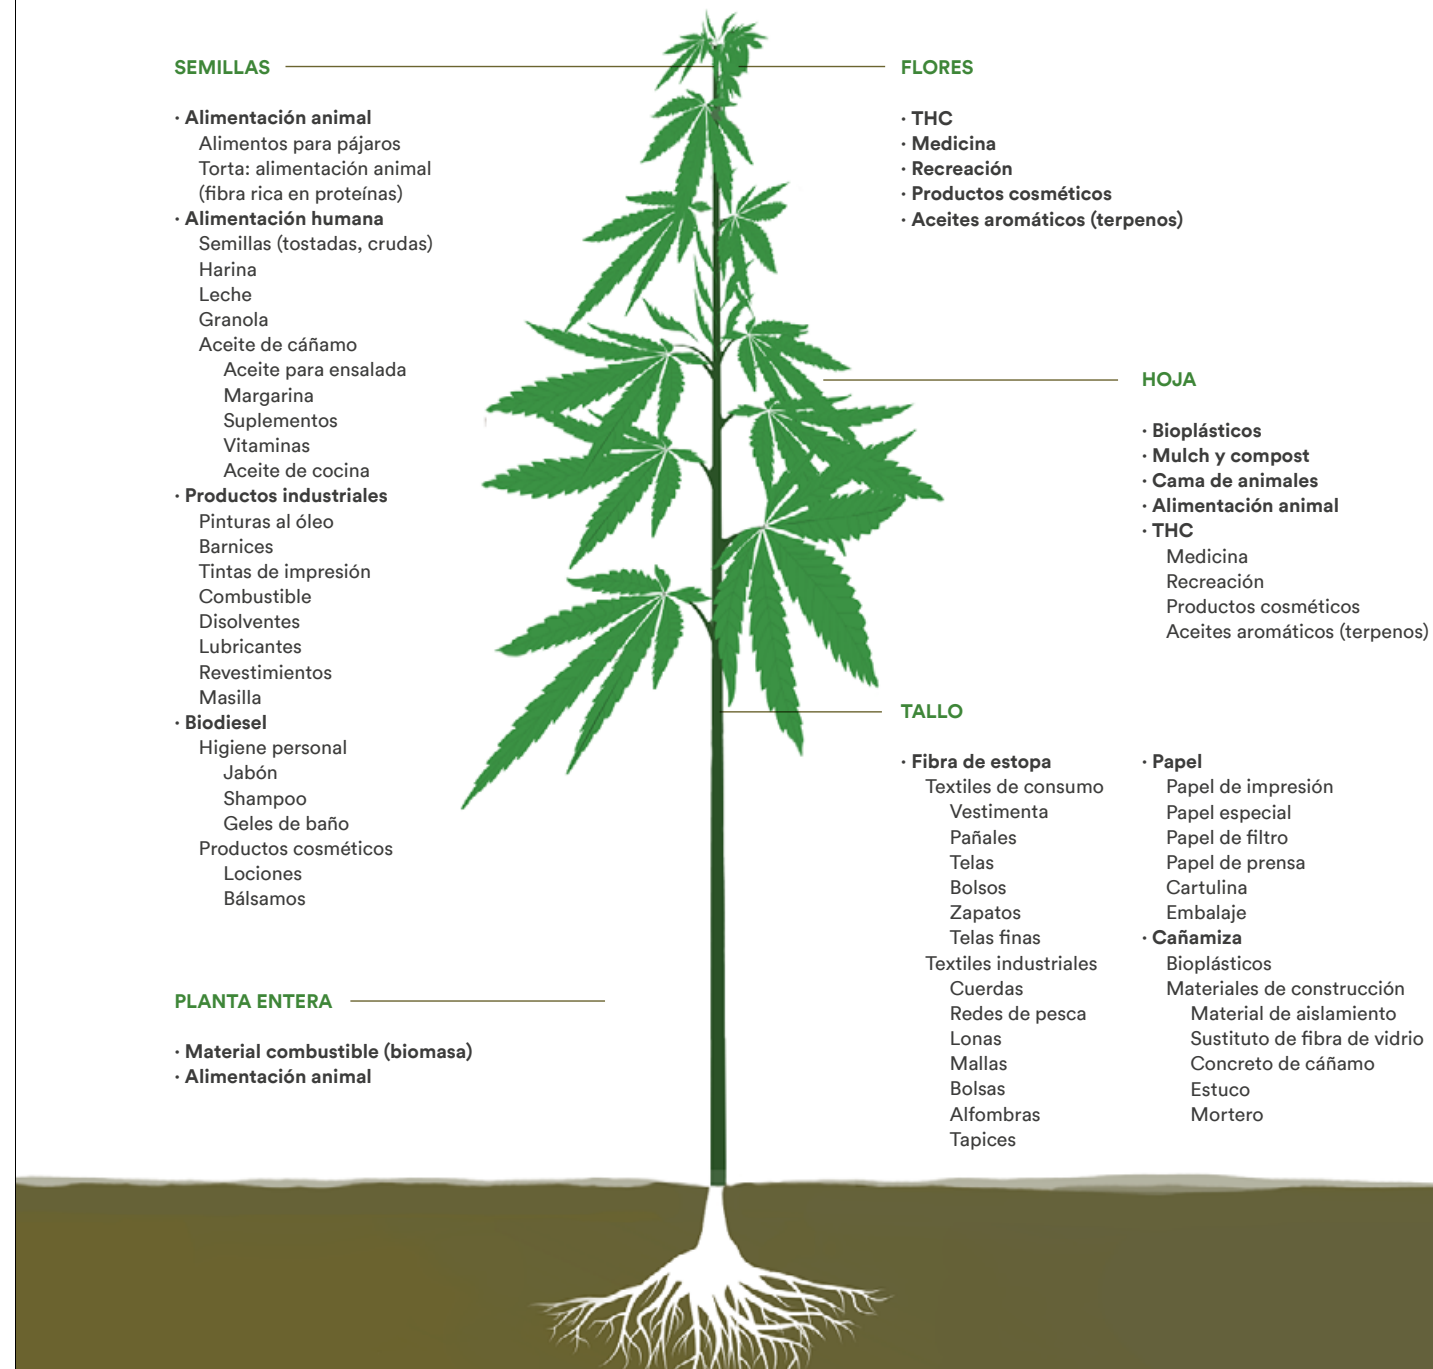 SEMILLAS
· Alimentación animal
Alimentos para pájaros
Torta: alimentación animal
(fibra rica en proteínas)
· Alimentación humana
Semillas (tostadas, crudas)
Harina
Leche
Granola
Aceite de cáñamo
Aceite para ensalada
Margarina
Suplementos
Vitaminas
Aceite de cocina
· Productos industriales
Pinturas al óleo
Barnices
Tintas de impresión
Combustible
Disolventes
Lubricantes
Revestimientos
Masilla
· Biodiesel
Higiene personal
Jabón
Shampoo
Geles de baño
Productos cosméticos
Lociones
Bálsamos
PLANTA ENTERA
· Material combustible (biomasa)
· Alimentación animal
FLORES
· THC
· Medicina
· Recreación
· Productos cosméticos
· Aceites aromáticos (terpenos)
HOJA
· Bioplásticos
· Mulch y compost
· Cama de animales
· Alimentación animal
· THC
Medicina
Recreación
Productos cosméticos
Aceites aromáticos (terpenos)
TALLO
· Fibra de estopa
Textiles de consumo
Vestimenta
Pañales
Telas
Bolsos
Zapatos
Telas finas
Textiles industriales
Cuerdas
Redes de pesca
Lonas
Mallas
Bolsas
Alfombras
Tapices
· Papel
Papel de impresión
Papel especial
Papel de filtro
Papel de prensa
Cartulina
Embalaje
· Cañamiza
Bioplásticos
Materiales de construcción
Material de aislamiento
Sustituto de fibra de vidrio
Concreto de cáñamo
Estuco
Mortero